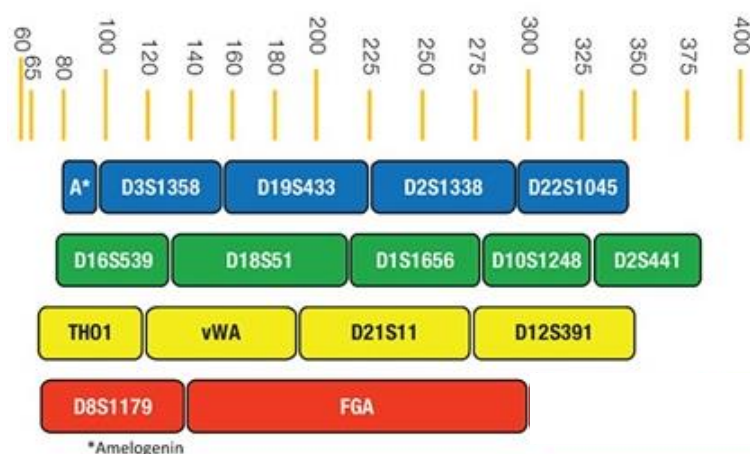 60 65 80 100 120 140 160 180 200 225 250 275 300 325 350 375 400
A* D3S1358 D19S433 D2S1338 D22S1045
D16S539 D18S51 D1S1656 D10S1248 D2S441
TH01 vWA D21S11 D12S391
D8S1179 FGA
*Amelogenin